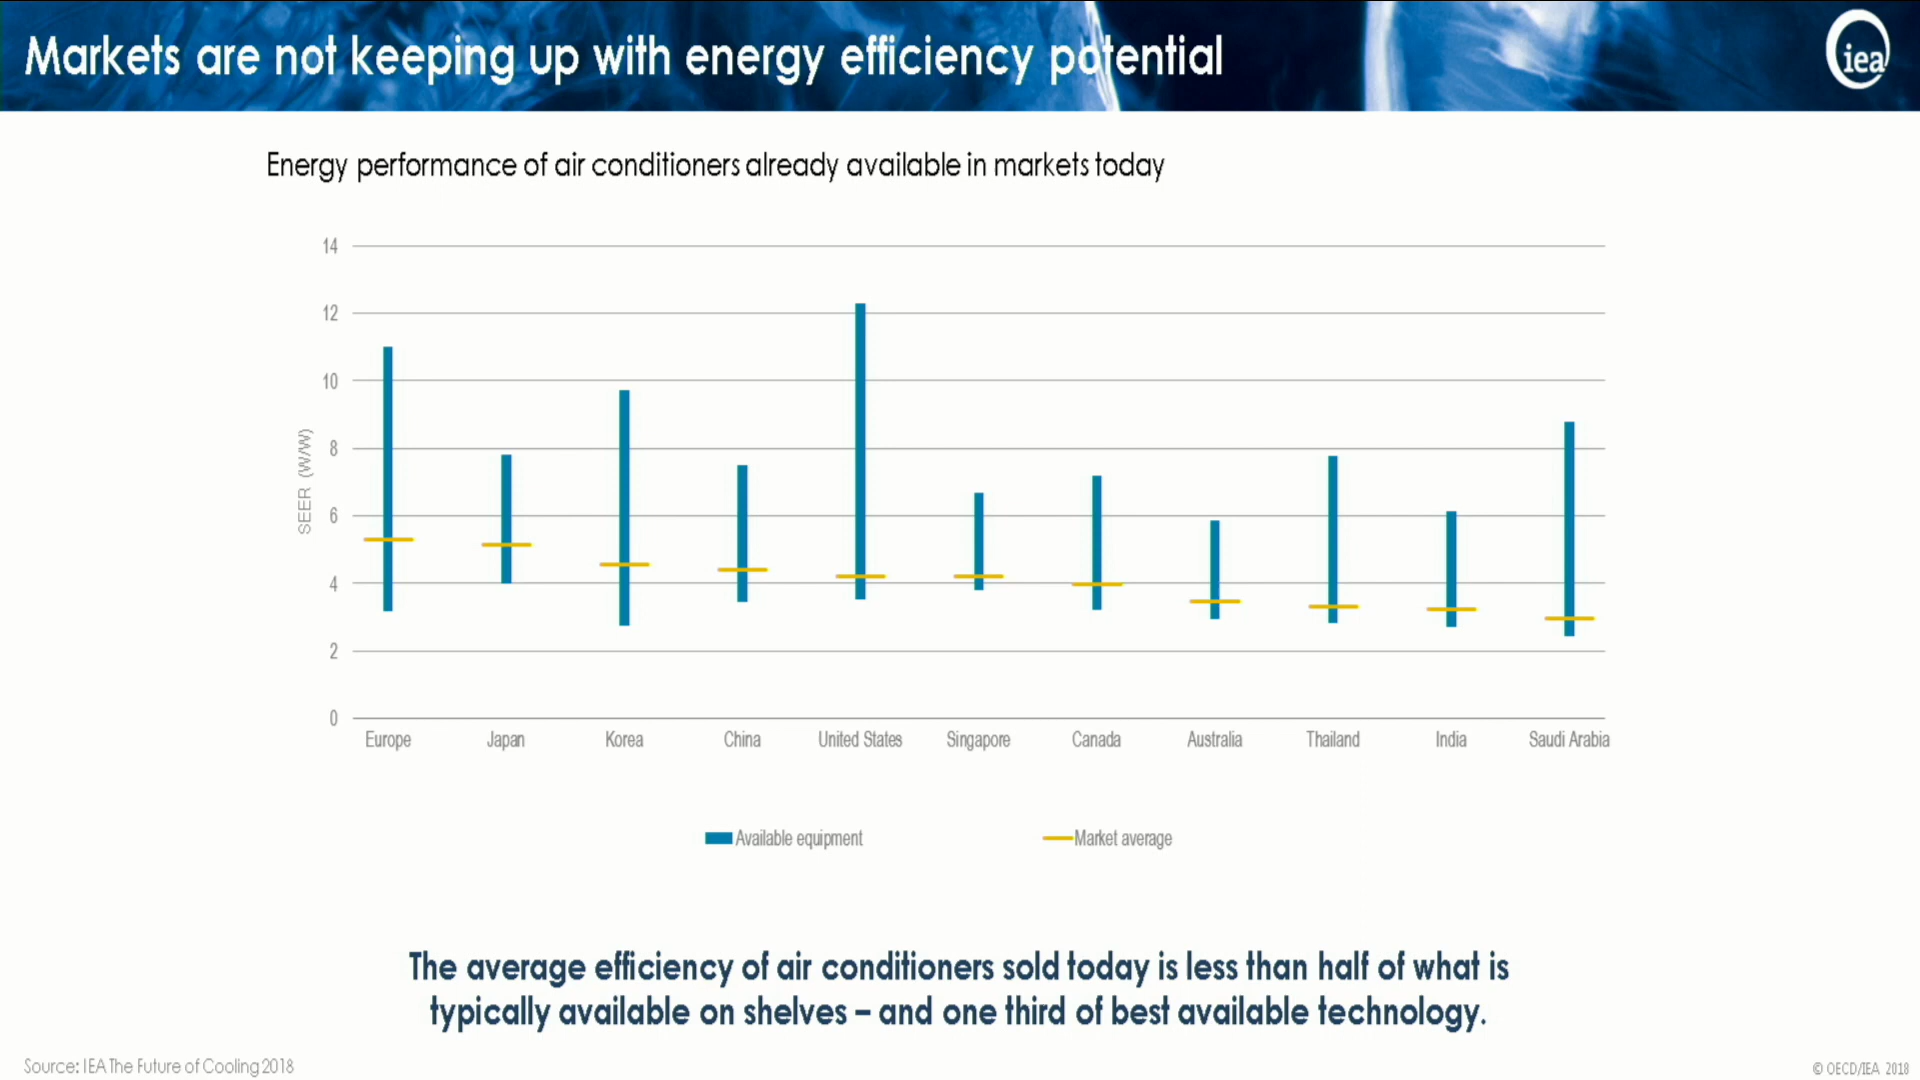 Markets are not keeping up with energy efficiency potential
iea
Energy performance of air conditioners already available in markets today
14
12
10
8
6
4
2
0
SEER (W/W)
Europe Japan Korea China United States Singapore Canada Australia Thailand India Saudi Arabia
Available equipment Market average
The average efficiency of air conditioners sold today is less than half of what is
typically available on shelves – and one third of best available technology.
Source: IEA The Future of Cooling 2018
© OECD/IEA 2018